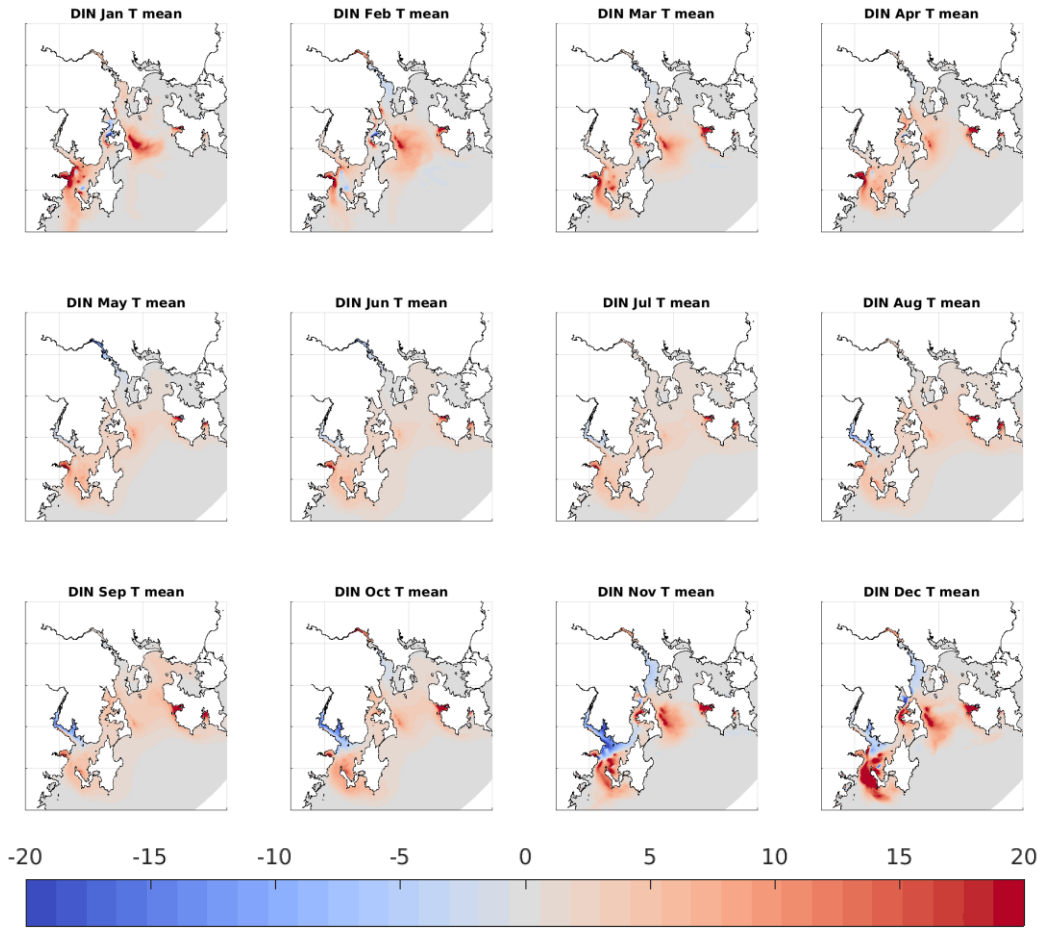 DIN Jan T mean
DIN Feb T mean
DIN Mar T mean
DIN Apr T mean
DIN May T mean
DIN Jun T mean
DIN Jul T mean
DIN Aug T mean
DIN Sep T mean
DIN Oct T mean
DIN Nov T mean
DIN Dec T mean
-20 -15 -10 -5 0 5 10 15 20